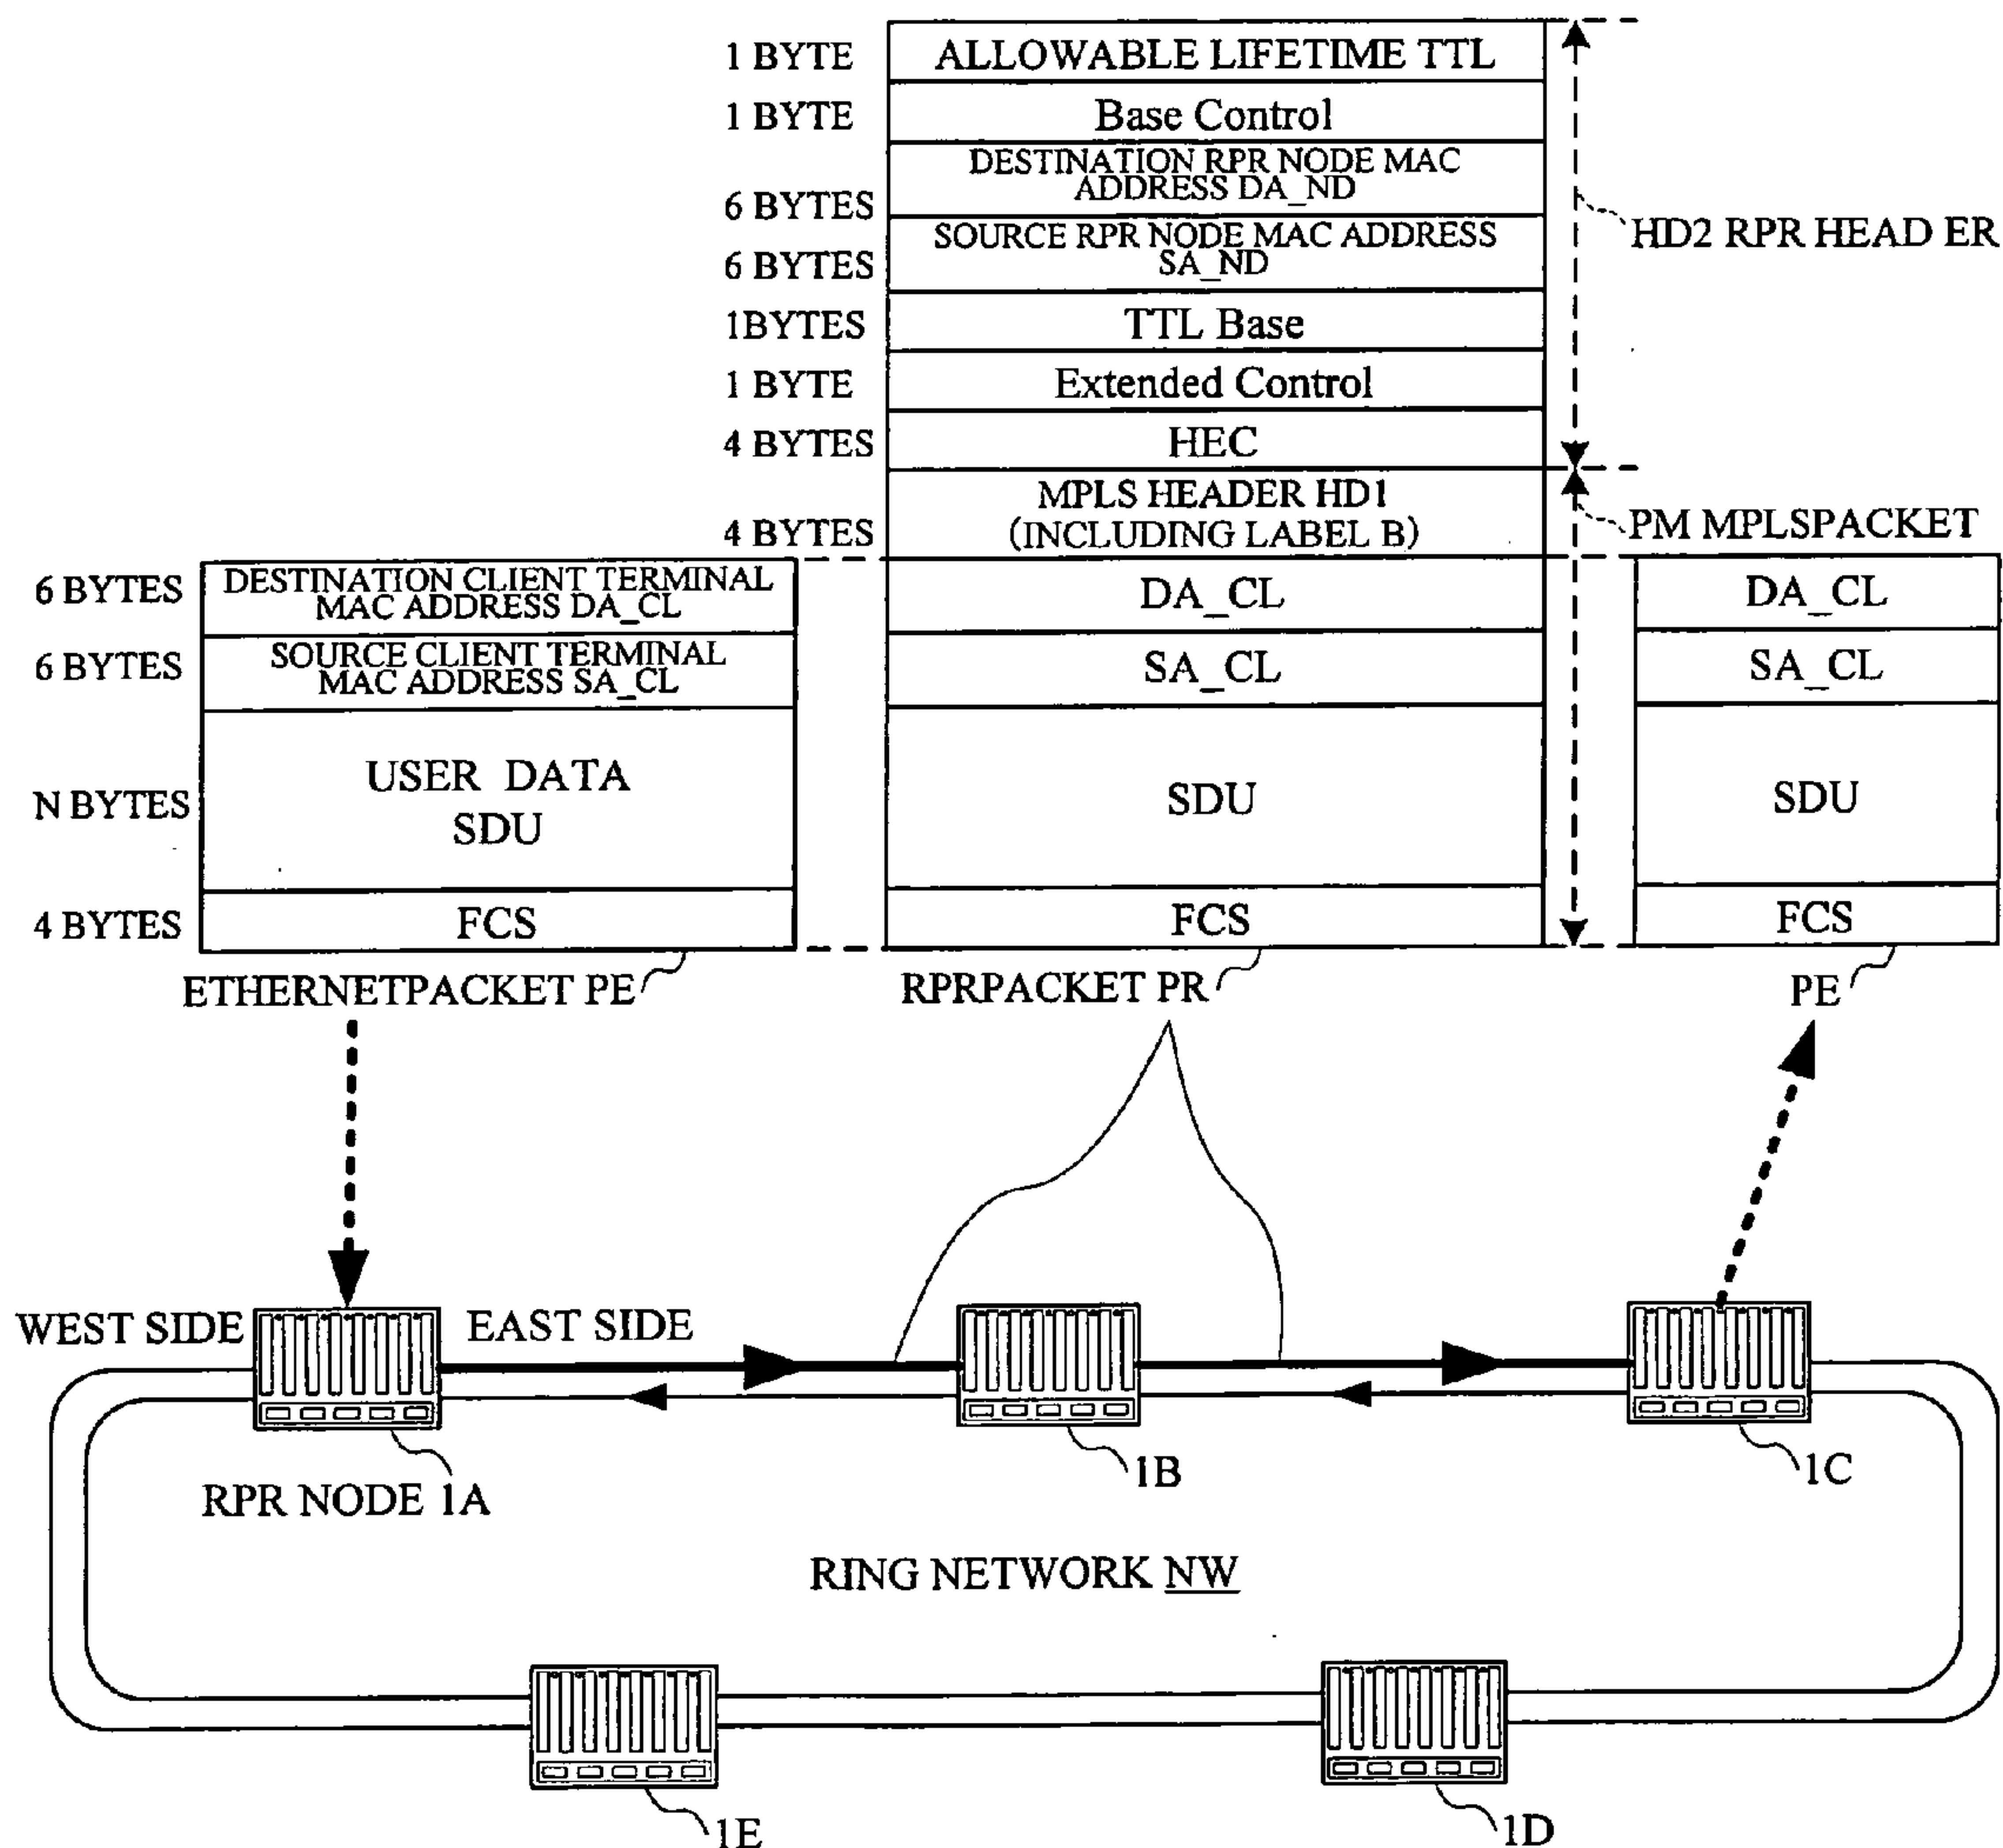 1 BYTE
ALLOWABLE LIFETIME TTL
1 BYTE
Base Control
6 BYTES
DESTINATION RPR NODE MAC
ADDRESS DA_ND
6 BYTES
SOURCE RPR NODE MAC ADDRESS
SA_ND
HD2 RPR HEAD ER
1BYTES
TTL Base
1 BYTE
Extended Control
4 BYTES
HEC
4 BYTES
MPLS HEADER HD1
(INCLUDING LABEL B)
PM MPLSPACKET
6 BYTES
DESTINATION CLIENT TERMINAL
MAC ADDRESS DA_CL
DA_CL
DA_CL
6 BYTES
SOURCE CLIENT TERMINAL
MAC ADDRESS SA_CL
SA_CL
SA_CL
N BYTES
USER DATA
SDU
SDU
SDU
4 BYTES
FCS
FCS
FCS
ETHERNETPACKET PE
RPRPACKET PR
PE
WEST SIDE
EAST SIDE
RPR NODE 1A
1B
1C
RING NETWORK NW
1E
1D